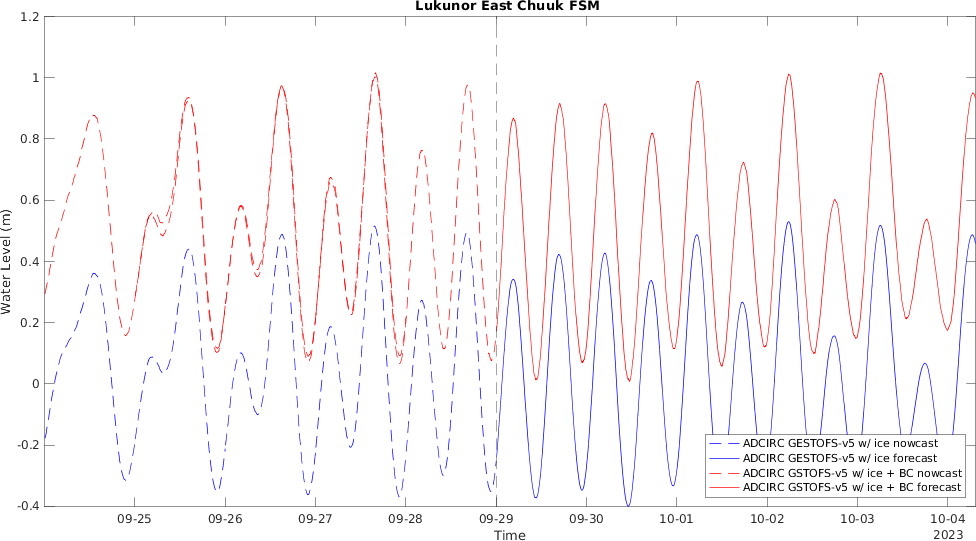 Lukunor East Chuuk FSM
1.2
1
0.8
0.6
0.4
0.2
0
-0.2
-0.4
Water Level (m)
09-25
09-26
09-27
09-28
09-29
09-30
10-01
10-02
10-03
10-04
2023
Time
ADCIRC GESTOFS-v5 w/ ice nowcast
ADCIRC GESTOFS-v5 w/ ice forecast
ADCIRC GSTOFS-v5 w/ ice + BC nowcast
ADCIRC GSTOFS-v5 w/ ice + BC forecast